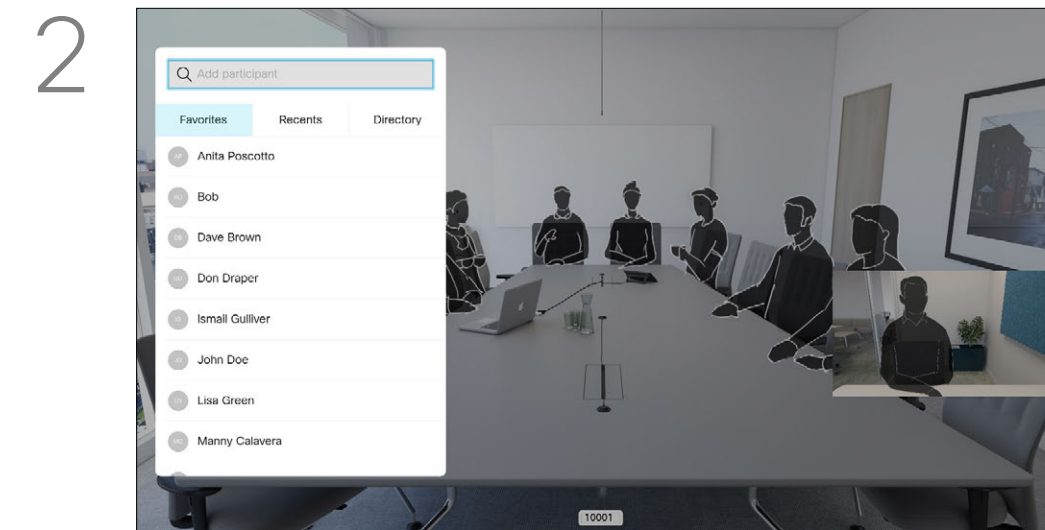 2
Add participant
Favorites Recents Directory
Anita Poscotto
Bob
Dave Brown
Don Draper
Ismail Gulliver
John Doe
Lisa Green
Manny Calavera
10001